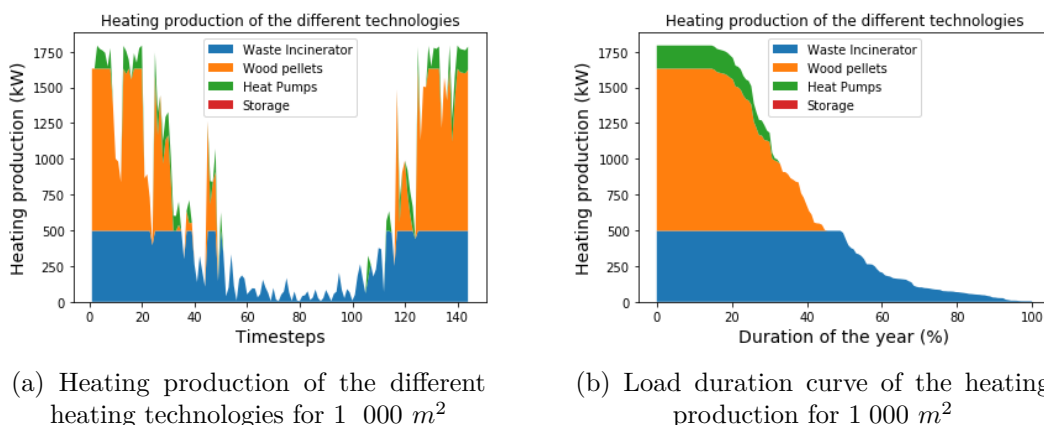 Heating production of the different technologies
Heating production (kW)
1750
1500
1250
1000
750
500
250
0
Waste Incinerator
Wood pellets
Heat Pumps
Storage
0 20 40 60 80 100 120 140
Timesteps
(a) Heating production of the different
heating technologies for 1 000 m²
Heating production of the different technologies
Heating production (kW)
1750
1500
1250
1000
750
500
250
0
Waste Incinerator
Wood pellets
Heat Pumps
Storage
0 20 40 60 80 100
Duration of the year (%)
(b) Load duration curve of the heating
production for 1 000 m²